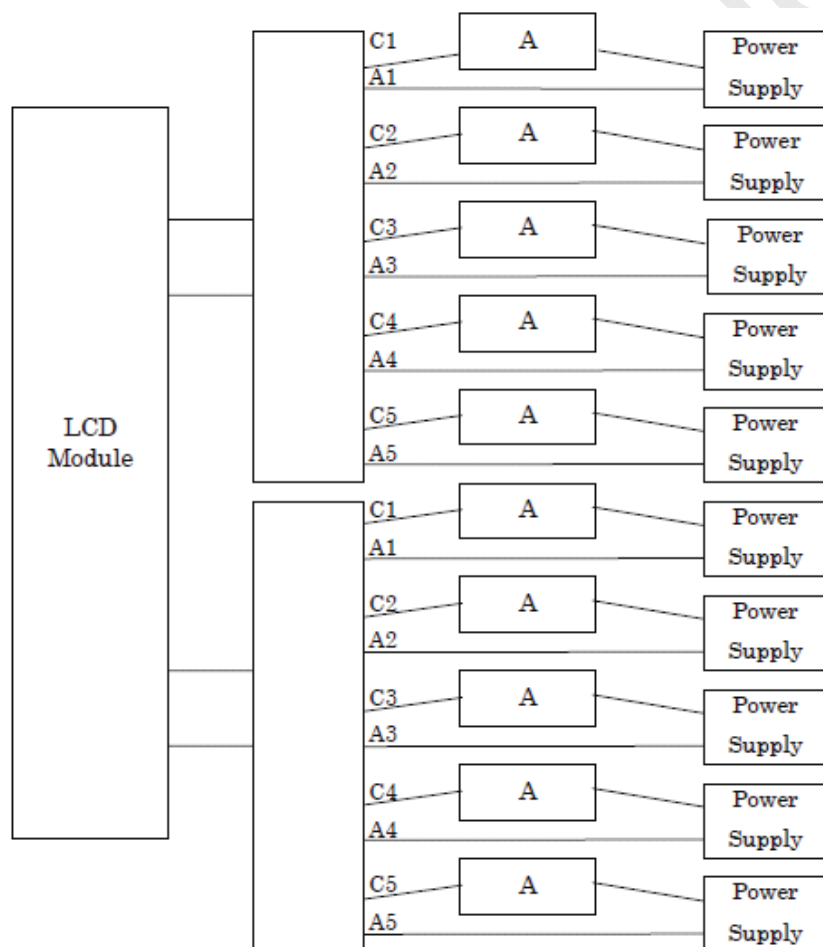 C1
A
Power
A1
Supply
C2
A
Power
A2
Supply
C3
A
Power
A3
Supply
C4
A
Power
A4
Supply
C5
A
Power
A5
Supply
LCD
Module
C1
A
Power
A1
Supply
C2
A
Power
A2
Supply
C3
A
Power
A3
Supply
C4
A
Power
A4
Supply
C5
A
Power
A5
Supply